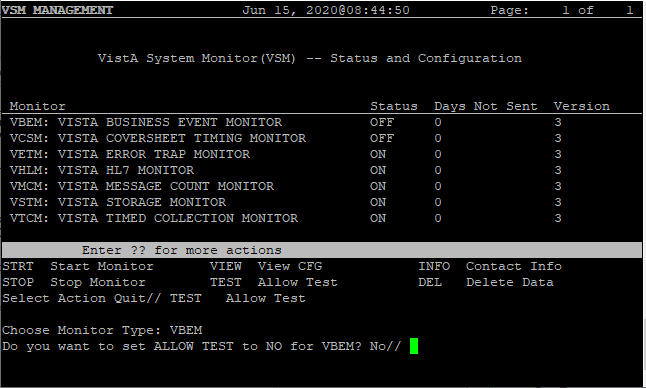 VSM MANAGEMENT Jun 15, 2020@08:44:50 Page: 1 of 1
VistA System Monitor(VSM) -- Status and Configuration
Monitor Status Days Not Sent Version
VBEM: VISTA BUSINESS EVENT MONITOR OFF 0 3
VCSM: VISTA COVERSHEET TIMING MONITOR OFF 0 3
VETM: VISTA ERROR TRAP MONITOR ON 0 3
VHLM: VISTA HL7 MONITOR ON 0 3
VMCM: VISTA MESSAGE COUNT MONITOR ON 0 3
VSTM: VISTA STORAGE MONITOR ON 0 3
VTCM: VISTA TIMED COLLECTION MONITOR ON 0 3
Enter ?? for more actions
STRT Start Monitor VIEW View CFG INFO Contact Info
STOP Stop Monitor TEST Allow Test DEL Delete Data
Select Action Quit// TEST Allow Test
Choose Monitor Type: VBEM
Do you want to set ALLOW TEST to NO for VBEM? No//